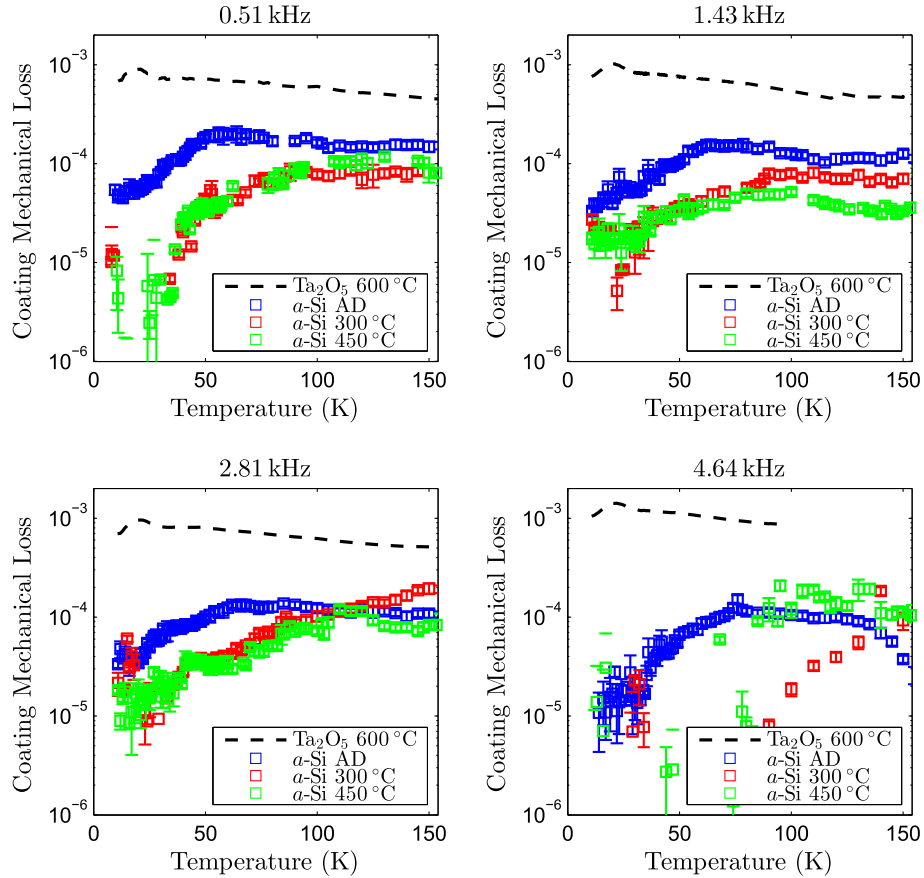 0.51 kHz
Coating Mechanical Loss
10⁻³
10⁻⁴
10⁻⁵
10⁻⁶
Ta₂O₅ 600 °C
a-Si AD
a-Si 300 °C
a-Si 450 °C
0 50 100 150
Temperature (K)
1.43 kHz
Coating Mechanical Loss
10⁻³
10⁻⁴
10⁻⁵
10⁻⁶
Ta₂O₅ 600 °C
a-Si AD
a-Si 300 °C
a-Si 450 °C
0 50 100 150
Temperature (K)
2.81 kHz
Coating Mechanical Loss
10⁻³
10⁻⁴
10⁻⁵
10⁻⁶
Ta₂O₅ 600 °C
a-Si AD
a-Si 300 °C
a-Si 450 °C
0 50 100 150
Temperature (K)
4.64 kHz
Coating Mechanical Loss
10⁻³
10⁻⁴
10⁻⁵
10⁻⁶
Ta₂O₅ 600 °C
a-Si AD
a-Si 300 °C
a-Si 450 °C
0 50 100 150
Temperature (K)